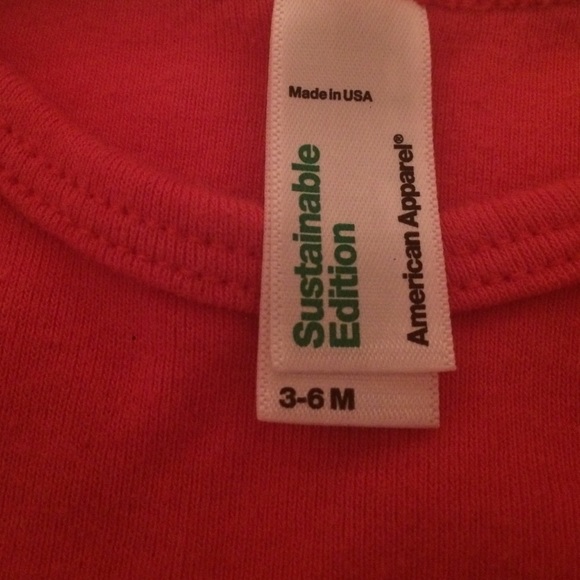 Made in USA
Sustainable
Edition
American Apparel®
3-6 M